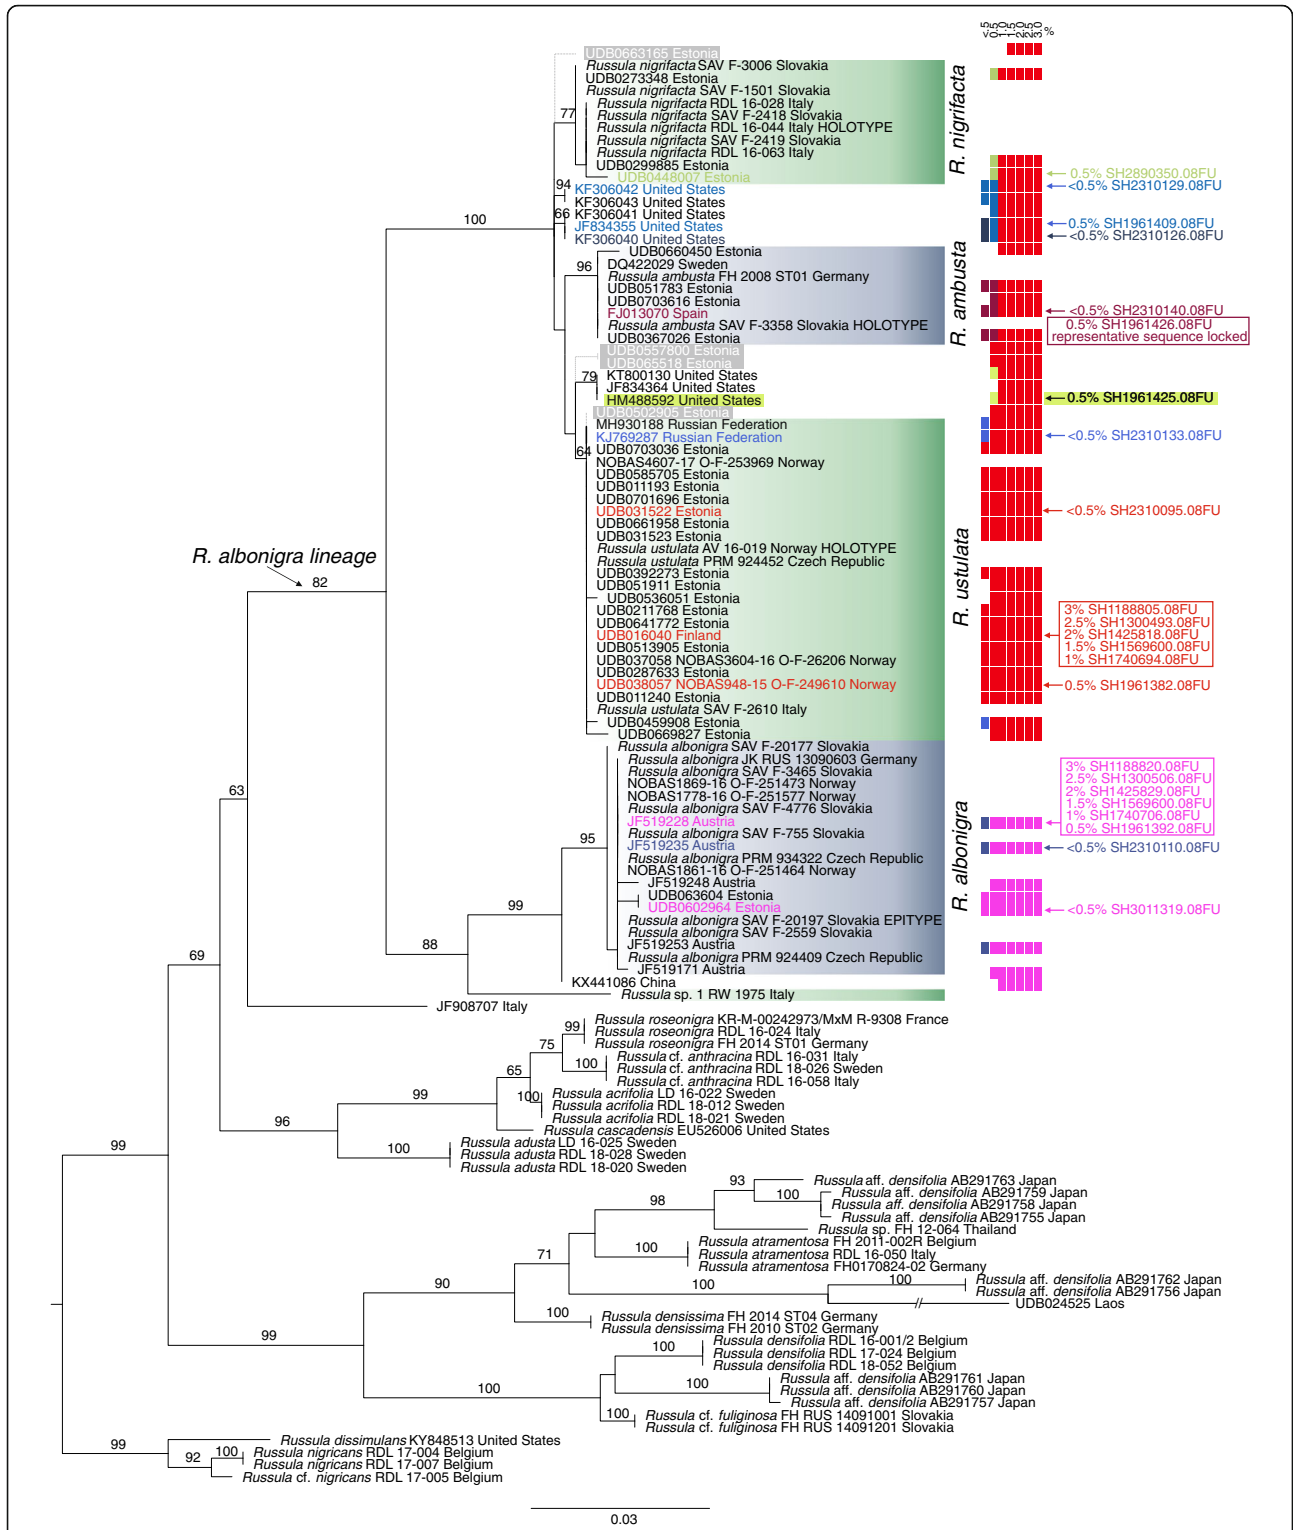 <.5
0.5
1.0
1.5
2.0
2.5
3.0
%
UDB0663165 Estonia
Russula nigrifacta SAV F-3006 Slovakia
UDB0273348 Estonia
Russula nigrifacta SAV F-1501 Slovakia
Russula nigrifacta RDL 16-028 Italy
77
Russula nigrifacta SAV F-2418 Slovakia
Russula nigrifacta RDL 16-044 Italy HOLOTYPE
Russula nigrifacta SAV F-2419 Slovakia
Russula nigrifacta RDL 16-063 Italy
UDB0299885 Estonia
UDB0448007 Estonia
R. nigrifacta
0.5% SH2890350.08FU
94
KF306042 United States
<0.5% SH2310129.08FU
KF306043 United States
66
KF306041 United States
100
JF834355 United States
0.5% SH1961409.08FU
KF306040 United States
<0.5% SH2310126.08FU
UDB0660450 Estonia
96
DQ422029 Sweden
Russula ambusta FH 2008 ST01 Germany
UDB051783 Estonia
UDB0703616 Estonia
FJ013070 Spain
Russula ambusta SAV F-3358 Slovakia HOLOTYPE
UDB0367026 Estonia
R. ambusta
<0.5% SH2310140.08FU
0.5% SH1961426.08FU
representative sequence locked
UDB0557800 Estonia
UDB065518 Estonia
79
KT800130 United States
JF834364 United States
HM488592 United States
0.5% SH1961425.08FU
UDB0502905 Estonia
MH930188 Russian Federation
KJ769287 Russian Federation
<0.5% SH2310133.08FU
64
UDB0703036 Estonia
NOBAS4607-17 O-F-253969 Norway
UDB0585705 Estonia
UDB011193 Estonia
UDB0701696 Estonia
UDB031522 Estonia
<0.5% SH2310095.08FU
UDB0661958 Estonia
UDB031523 Estonia
Russula ustulata AV 16-019 Norway HOLOTYPE
Russula ustulata PRM 924452 Czech Republic
R. albonigra lineage
82
UDB0392273 Estonia
UDB051911 Estonia
UDB0536051 Estonia
UDB0211768 Estonia
UDB0641772 Estonia
UDB016040 Finland
UDB0513905 Estonia
UDB037058 NOBAS3604-16 O-F-26206 Norway
UDB0287633 Estonia
UDB038057 NOBAS948-15 O-F-249610 Norway
UDB011240 Estonia
Russula ustulata SAV F-2610 Italy
UDB0459908 Estonia
UDB0669827 Estonia
R. ustulata
3% SH1188805.08FU
2.5% SH1300493.08FU
2% SH1425818.08FU
1.5% SH1569600.08FU
1% SH1740694.08FU
0.5% SH1961382.08FU
Russula albonigra SAV F-20177 Slovakia
Russula albonigra JK RUS 13090603 Germany
Russula albonigra SAV F-3465 Slovakia
NOBAS1869-16 O-F-251473 Norway
NOBAS1778-16 O-F-251577 Norway
Russula albonigra SAV F-4776 Slovakia
JF519228 Austria
Russula albonigra SAV F-755 Slovakia
95
JF519235 Austria
Russula albonigra PRM 934322 Czech Republic
NOBAS1861-16 O-F-251464 Norway
JF519248 Austria
UDB063604 Estonia
UDB0602964 Estonia
Russula albonigra SAV F-20197 Slovakia EPITYPE
Russula albonigra SAV F-2559 Slovakia
JF519253 Austria
Russula albonigra PRM 924409 Czech Republic
JF519171 Austria
R. albonigra
3% SH1188820.08FU
2.5% SH1300506.08FU
2% SH1425829.08FU
1.5% SH1569600.08FU
1% SH1740706.08FU
0.5% SH1961392.08FU
<0.5% SH2310110.08FU
<0.5% SH3011319.08FU
63
99
88
69
KX441086 China
Russula sp. 1 RW 1975 Italy
JF908707 Italy
Russula roseonigra KR-M-00242973/MxM R-9308 France
99
Russula roseonigra RDL 16-024 Italy
Russula roseonigra FH 2014 ST01 Germany
75
Russula cf. anthracina RDL 16-031 Italy
100
Russula cf. anthracina RDL 18-026 Sweden
65
Russula cf. anthracina RDL 16-058 Italy
100
Russula acrifolia LD 16-022 Sweden
99
Russula acrifolia RDL 18-012 Sweden
Russula acrifolia RDL 18-021 Sweden
96
Russula cascadensis EU526006 United States
Russula adusta LD 16-025 Sweden
99
100
Russula adusta RDL 18-028 Sweden
Russula adusta RDL 18-020 Sweden
93
Russula aff. densifolia AB291763 Japan
100
Russula aff. densifolia AB291759 Japan
98
Russula aff. densifolia AB291758 Japan
Russula aff. densifolia AB291755 Japan
Russula sp. FH 12-064 Thailand
Russula atramentosa FH 2011-002R Belgium
100
71
Russula atramentosa RDL 16-050 Italy
Russula atramentosa FH0170824-02 Germany
90
100
100
Russula aff. densifolia AB291762 Japan
Russula aff. densifolia AB291756 Japan
UDB024525 Laos
100
Russula densissima FH 2014 ST04 Germany
Russula densissima FH 2010 ST02 Germany
99
Russula densifolia RDL 16-001/2 Belgium
100
Russula densifolia RDL 17-024 Belgium
Russula densifolia RDL 18-052 Belgium
Russula aff. densifolia AB291761 Japan
100
100
Russula aff. densifolia AB291760 Japan
Russula aff. densifolia AB291757 Japan
100
Russula cf. fuliginosa FH RUS 14091001 Slovakia
Russula cf. fuliginosa FH RUS 14091201 Slovakia
99
Russula dissimulans KY848513 United States
100
Russula nigricans RDL 17-004 Belgium
92
Russula nigricans RDL 17-007 Belgium
Russula cf. nigricans RDL 17-005 Belgium
0.03